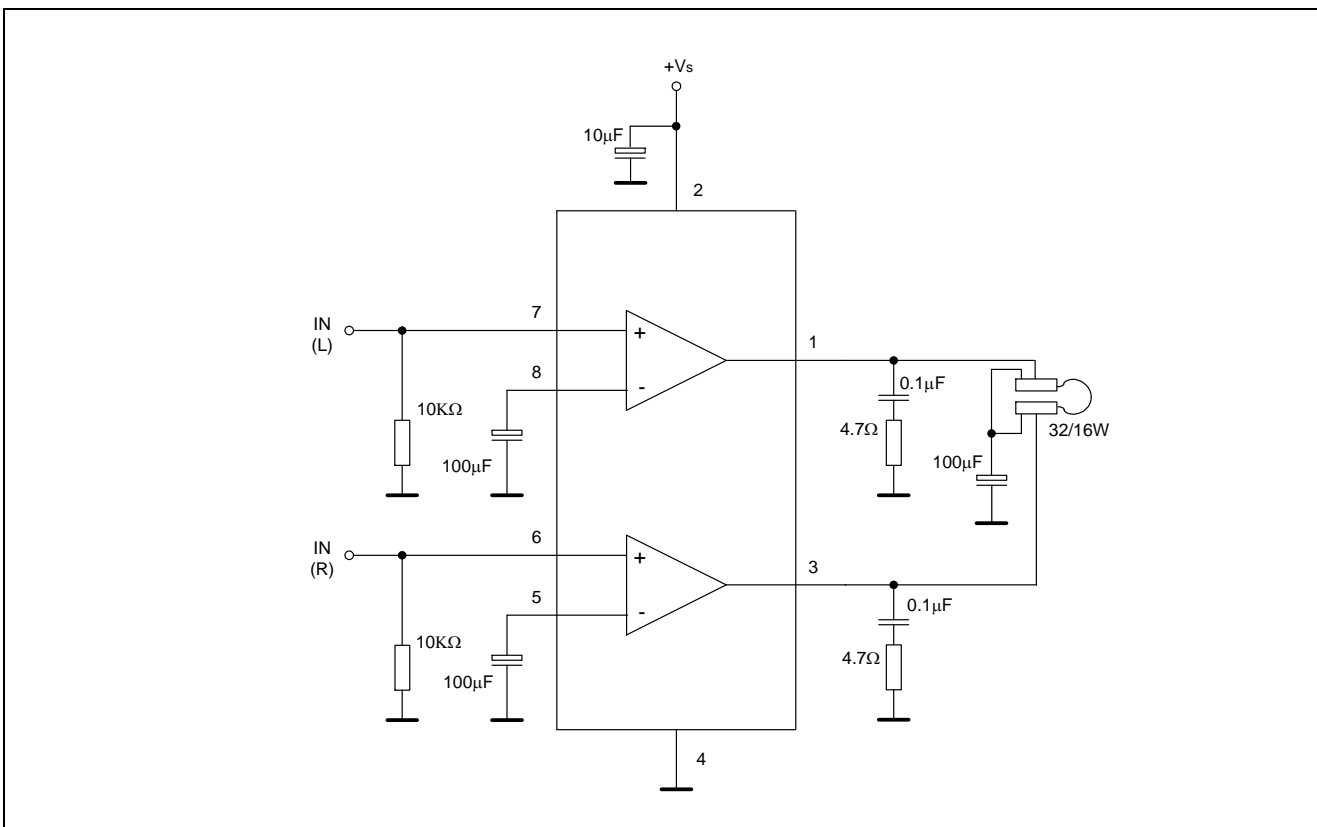 +Vs
10µF
2
IN
(L)
7
+
1
8
-
0.1µF
10KΩ
4.7Ω
32/16W
100µF
100µF
IN
(R)
6
+
3
5
-
0.1µF
10KΩ
4.7Ω
100µF
4